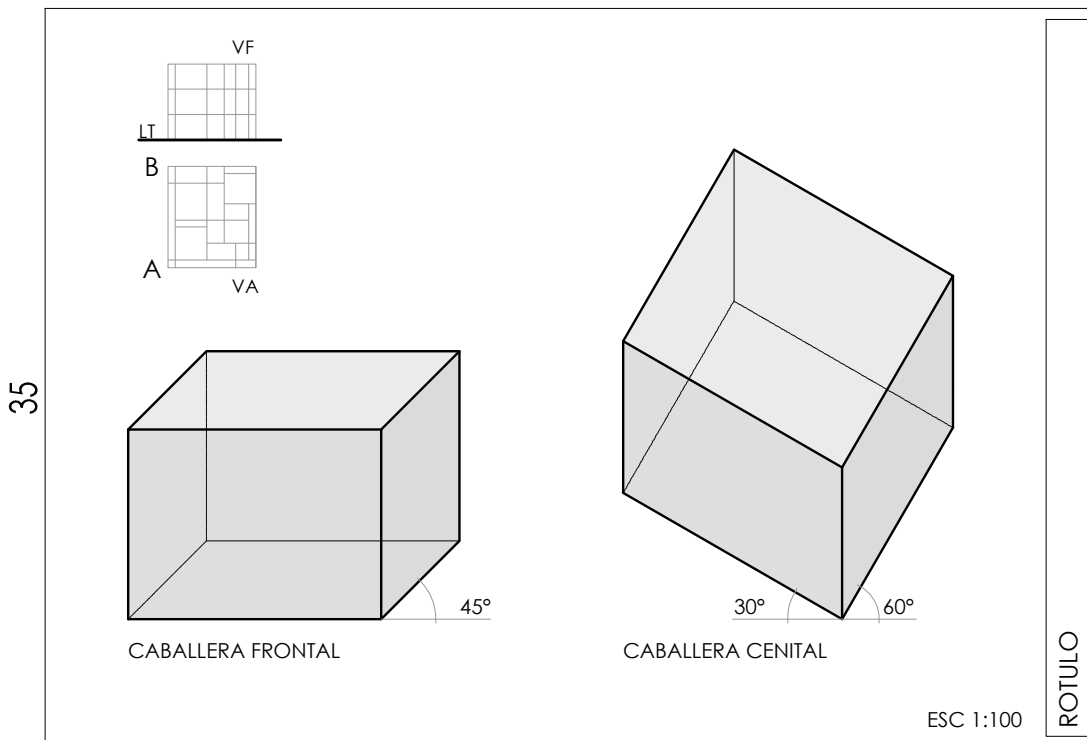 VF
LT
B
A
VA
35
45°
CABALLERA FRONTAL
30°
60°
CABALLERA CENITAL
ESC 1:100
ROTULO